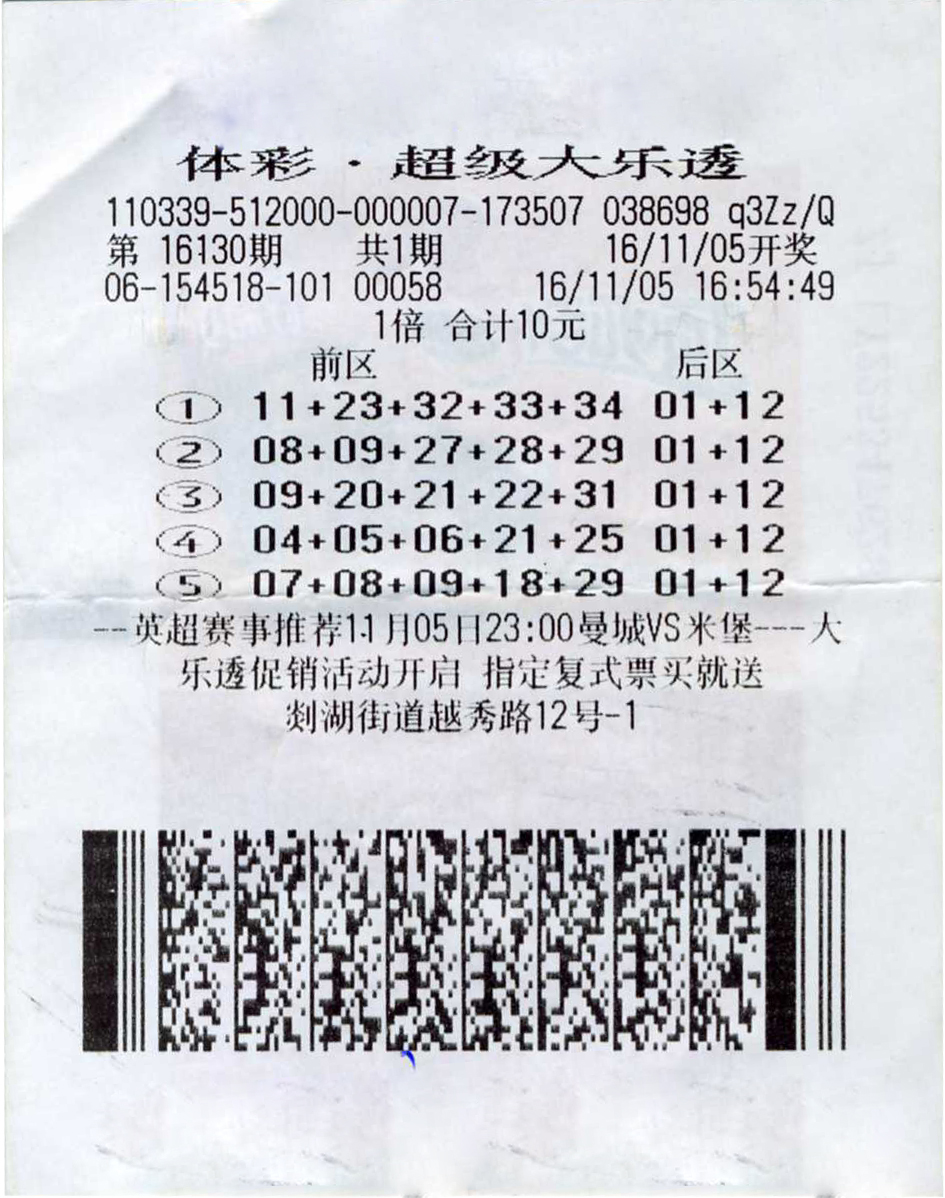 体彩·超级大乐透
110339-512000-000007-173507 038698 q3Zz/Q
第 16130期 共1期 16/11/05开奖
06-154518-101 00058 16/11/05 16:54:49
1倍 合计10元
前区 后区
① 11+23+32+33+34 01+12
② 08+09+27+28+29 01+12
③ 09+20+21+22+31 01+12
④ 04+05+06+21+25 01+12
⑤ 07+08+09+18+29 01+12
--英超赛事推荐11月05日23:00曼城VS米堡---大
乐透促销活动开启 指定复式票买就送
剡湖街道越秀路12号-1